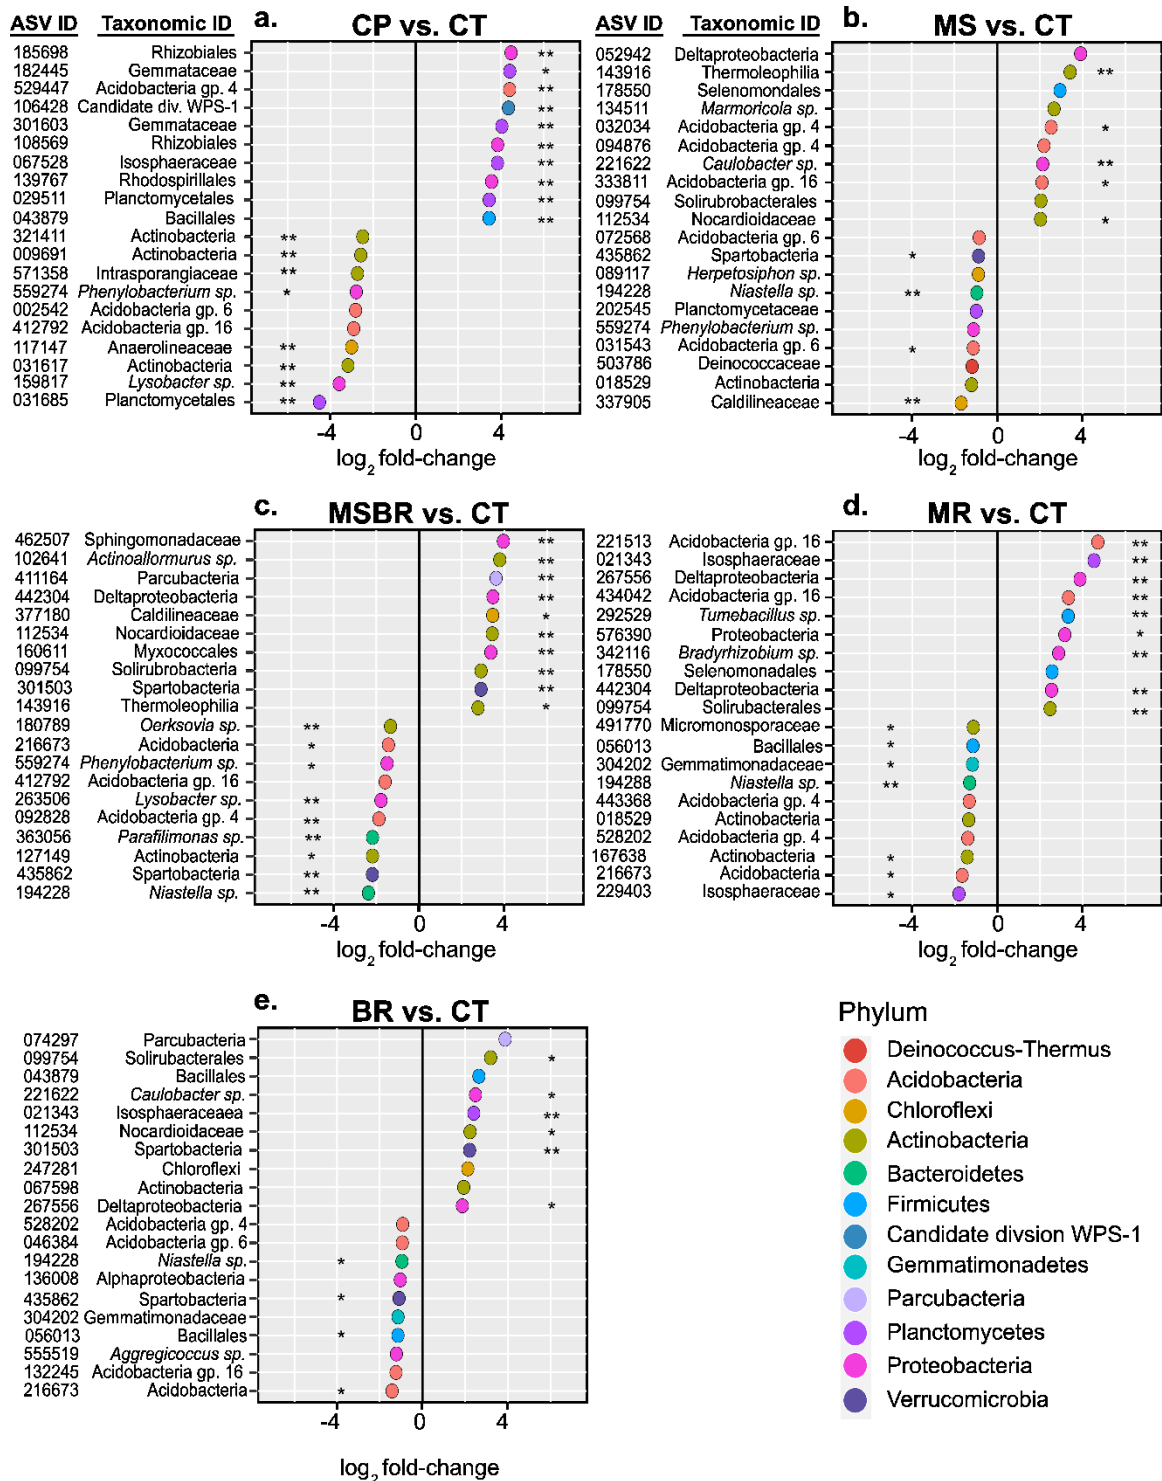 ASV ID Taxonomic ID a. CP vs. CT
185698 Rhizobiales **
182445 Gemmataceae *
529447 Acidobacteria gp. 4 **
106428 Candidate div. WPS-1 **
301603 Gemmataceae **
108569 Rhizobiales **
067528 Isosphaeraceae **
139767 Rhodospirillales **
029511 Planctomycetales **
043879 Bacillales **
321411 Actinobacteria **
009691 Actinobacteria **
571358 Intrasporangiaceae **
559274 Phenylobacterium sp. *
002542 Acidobacteria gp. 6
412792 Acidobacteria gp. 16
117147 Anaerolineaceae **
031617 Actinobacteria **
159817 Lysobacter sp. **
031685 Planctomycetales **
-4 0 4
log2 fold-change
ASV ID Taxonomic ID b. MS vs. CT
052942 Deltaproteobacteria
143916 Thermoleophilia **
178550 Selenomondales
134511 Marmoricola sp.
032034 Acidobacteria gp. 4 *
094876 Acidobacteria gp. 4
221622 Caulobacter sp. **
333811 Acidobacteria gp. 16 *
099754 Solirubrobacterales
112534 Nocardioidaceae *
072568 Acidobacteria gp. 6
435862 Spartobacteria *
089117 Herpetosiphon sp.
194228 Niastella sp. **
202545 Planctomycetaceae
559274 Phenylobacterium sp.
031543 Acidobacteria gp. 6 *
503786 Deinococcaceae
018529 Actinobacteria
337905 Caldilineaceae **
-4 0 4
log2 fold-change
c. MSBR vs. CT
462507 Sphingomonadaceae **
102641 Actinoallormurus sp. **
411164 Parcubacteria **
442304 Deltaproteobacteria **
377180 Caldilineaceae *
112534 Nocardioidaceae **
160611 Myxococcales **
099754 Solirubrobacteria **
301503 Spartobacteria **
143916 Thermoleophilia *
180789 Oerksovia sp. **
216673 Acidobacteria *
559274 Phenylobacterium sp. *
412792 Acidobacteria gp. 16
263506 Lysobacter sp. **
092828 Acidobacteria gp. 4 **
363056 Parafilimonas sp. **
127149 Actinobacteria *
435862 Spartobacteria **
194228 Niastella sp. **
-4 0 4
log2 fold-change
d. MR vs. CT
221513 Acidobacteria gp. 16 **
021343 Isosphaeraceae **
267556 Deltaproteobacteria **
434042 Acidobacteria gp. 16 **
292529 Tumebacillus sp. **
576390 Proteobacteria *
342116 Bradyrhizobium sp. **
178550 Selenomonadales
442304 Deltaproteobacteria **
099754 Solirubacterales **
491770 Micromonosporaceae *
056013 Bacillales *
304202 Gemmatimonadaceae *
194288 Niastella sp. **
443368 Acidobacteria gp. 4
018529 Actinobacteria
528202 Acidobacteria gp. 4
167638 Actinobacteria *
216673 Acidobacteria *
229403 Isosphaeraceae *
-4 0 4
log2 fold-change
e. BR vs. CT
074297 Parcubacteria
099754 Solirubacterales *
043879 Bacillales
221622 Caulobacter sp. *
021343 Isosphaeraceaea **
112534 Nocardioidaceae *
301503 Spartobacteria **
247281 Chloroflexi
067598 Actinobacteria
267556 Deltaproteobacteria *
528202 Acidobacteria gp. 4
046384 Acidobacteria gp. 6
194228 Niastella sp. *
136008 Alphaproteobacteria
435862 Spartobacteria *
304202 Gemmatimonadaceae
056013 Bacillales *
555519 Aggregicoccus sp.
132245 Acidobacteria gp. 16
216673 Acidobacteria *
-4 0 4
log2 fold-change
Phylum
Deinococcus-Thermus
Acidobacteria
Chloroflexi
Actinobacteria
Bacteroidetes
Firmicutes
Candidate divsion WPS-1
Gemmatimonadetes
Parcubacteria
Planctomycetes
Proteobacteria
Verrucomicrobia